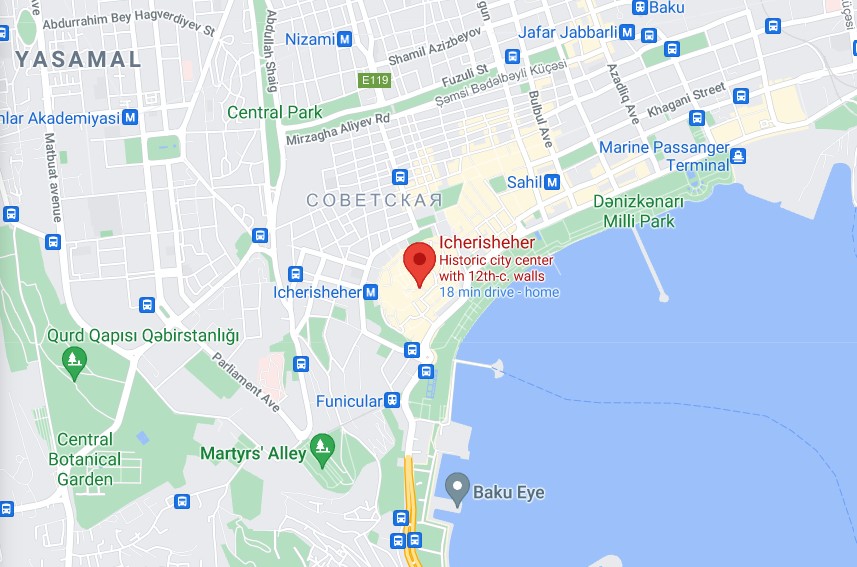 Abdurrahim Bey Hagverdiyev St
YASAMAL
Abdullah Shaig
Nizami M
Shamil Azizbeyov
gun
Baku
Jafar Jabbarli M
E119
Fuzuli St
Şəmsi Bədəlbəyli Küçəsi
Azadliq Ave
Bulbul Ave
Khagani Street
Central Park
Mirzagha Aliyev Rd
nlar Akademiyasi M
Matbuat avenue
Marine Passanger
Terminal
СОВЕТСКАЯ
Sahil M
Dənizkənarı
Milli Park
Icherisheher
Historic city center
with 12th-c. walls
18 min drive - home
Icherisheher M
Qurd Qapısı Qəbirstanlığı
Parliament Ave
Funicular
Central
Botanical
Garden
Martyrs' Alley
Baku Eye